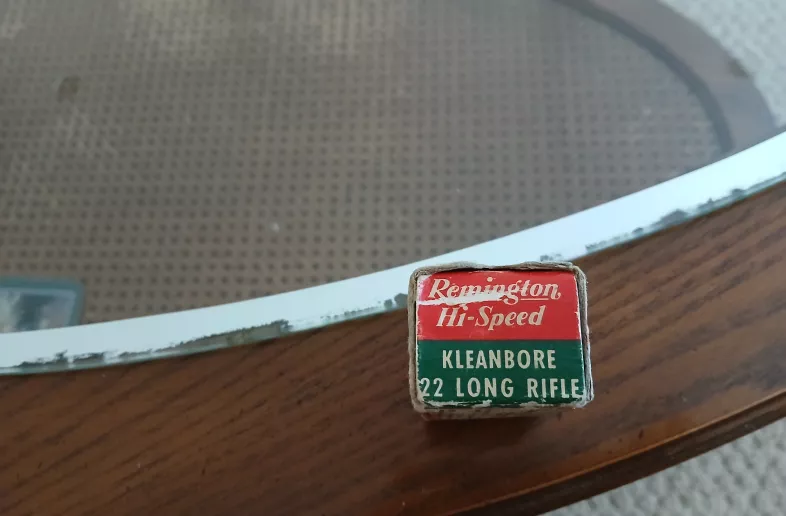 Remington
Hi-Speed
KLEANBORE
22 LONG RIFLE